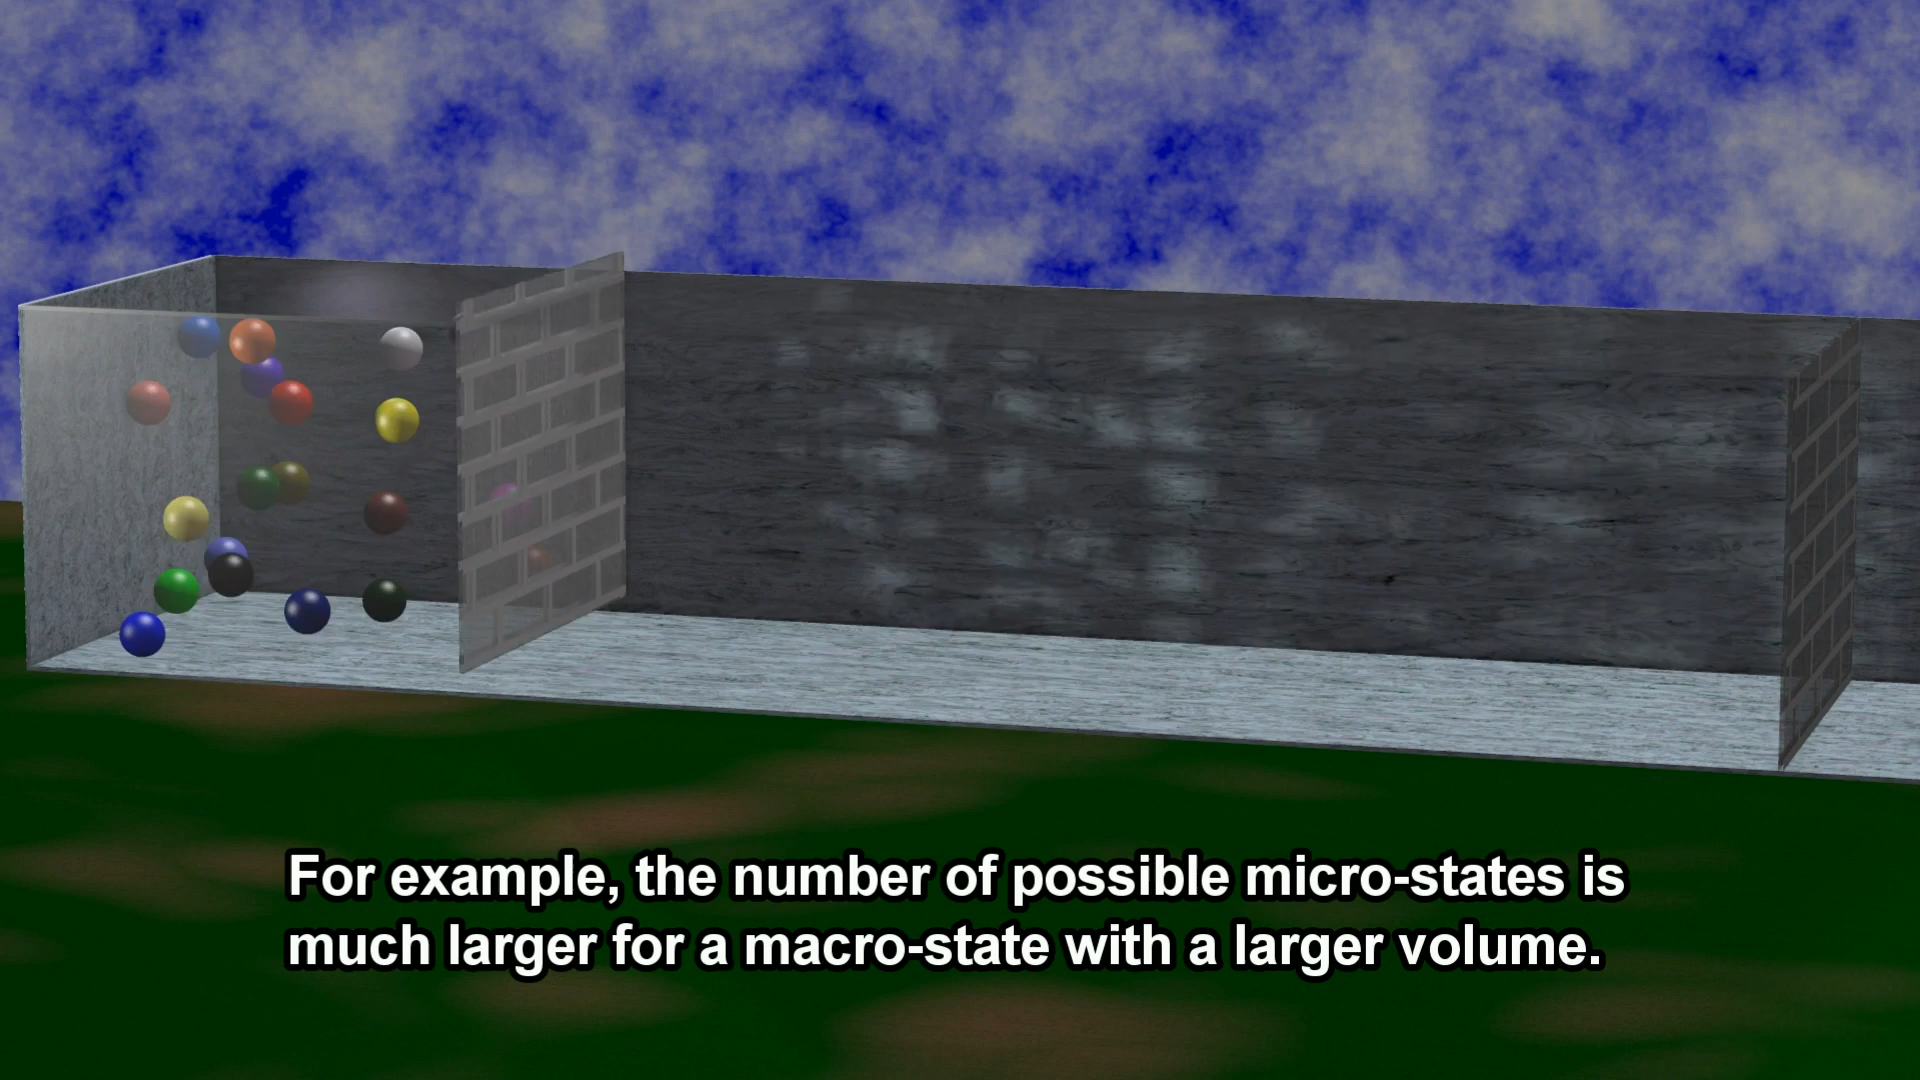 For example, the number of possible micro-states is
much larger for a macro-state with a larger volume.